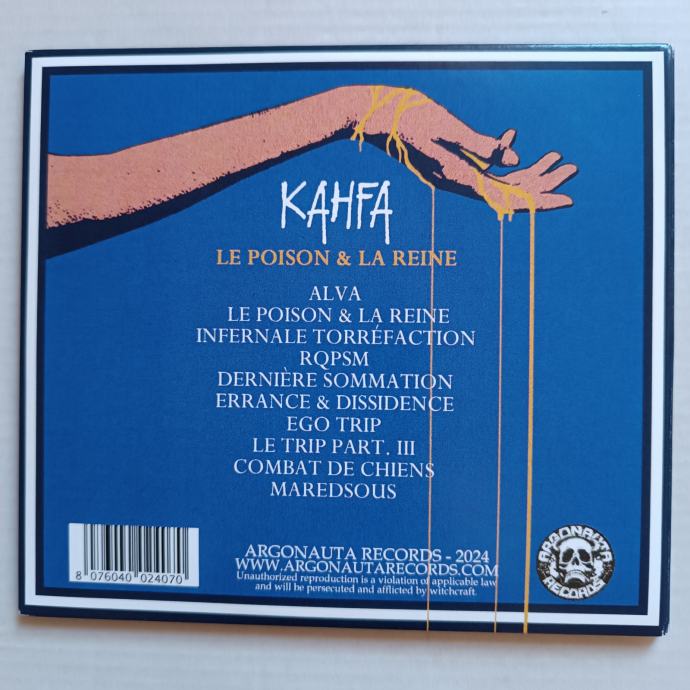 KAHFA
LE POISON & LA REINE
ALVA
LE POISON & LA REINE
INFERNALE TORRÉFACTION
RQPSM
DERNIÈRE SOMMATION
ERRANCE & DISSIDENCE
EGO TRIP
LE TRIP PART. III
COMBAT DE CHIENS
MAREDSOUS
8 076040 024070
ARGONAUTA RECORDS - 2024
WWW.ARGONAUTARECORDS.COM
Unauthorized reproduction is a violation of applicable law
and will be persecuted and afflicted by witchcraft.
ARGONAUTA
RECORDS